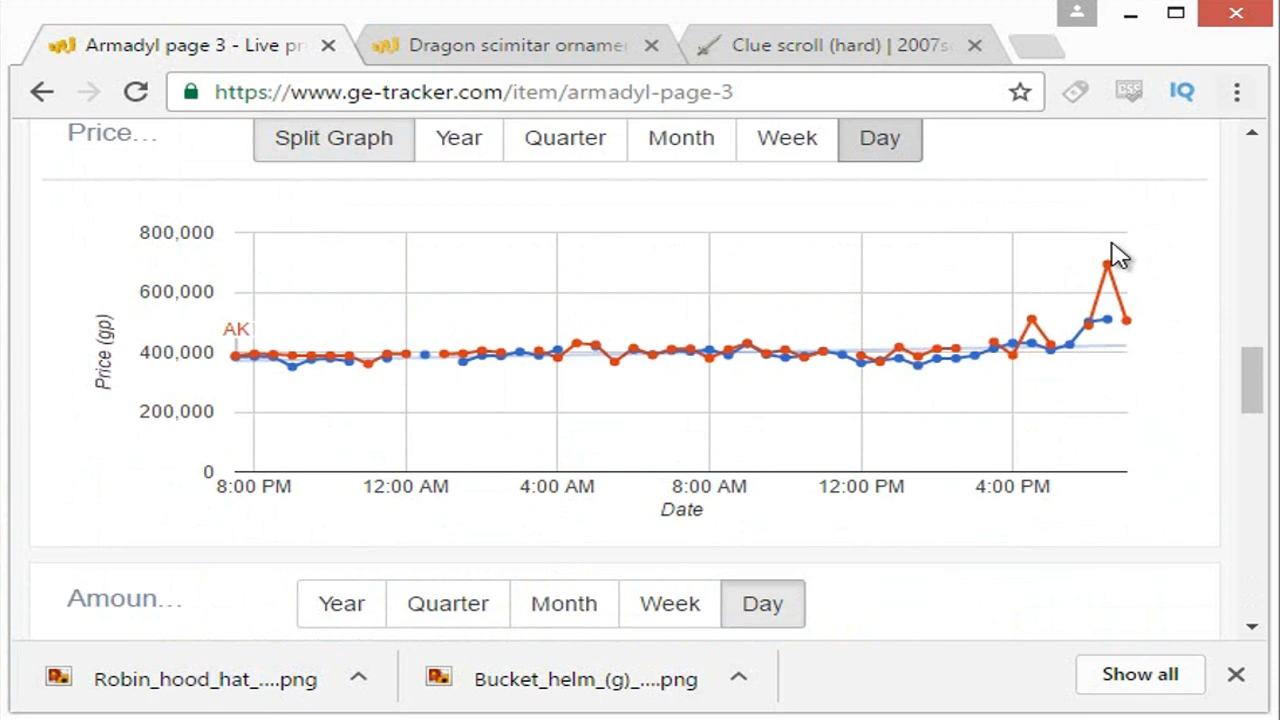 Armadyl page 3 - Live pr
Dragon scimitar orname
Clue scroll (hard) | 2007s
https://www.ge-tracker.com/item/armadyl-page-3
CSS
IQ
Price...
Split Graph Year Quarter Month Week Day
800,000
600,000
AK
400,000
200,000
0
Price (gp)
8:00 PM 12:00 AM 4:00 AM 8:00 AM 12:00 PM 4:00 PM
Date
Amoun...
Year Quarter Month Week Day
Robin_hood_hat_....png
Bucket_helm_(g)_....png
Show all